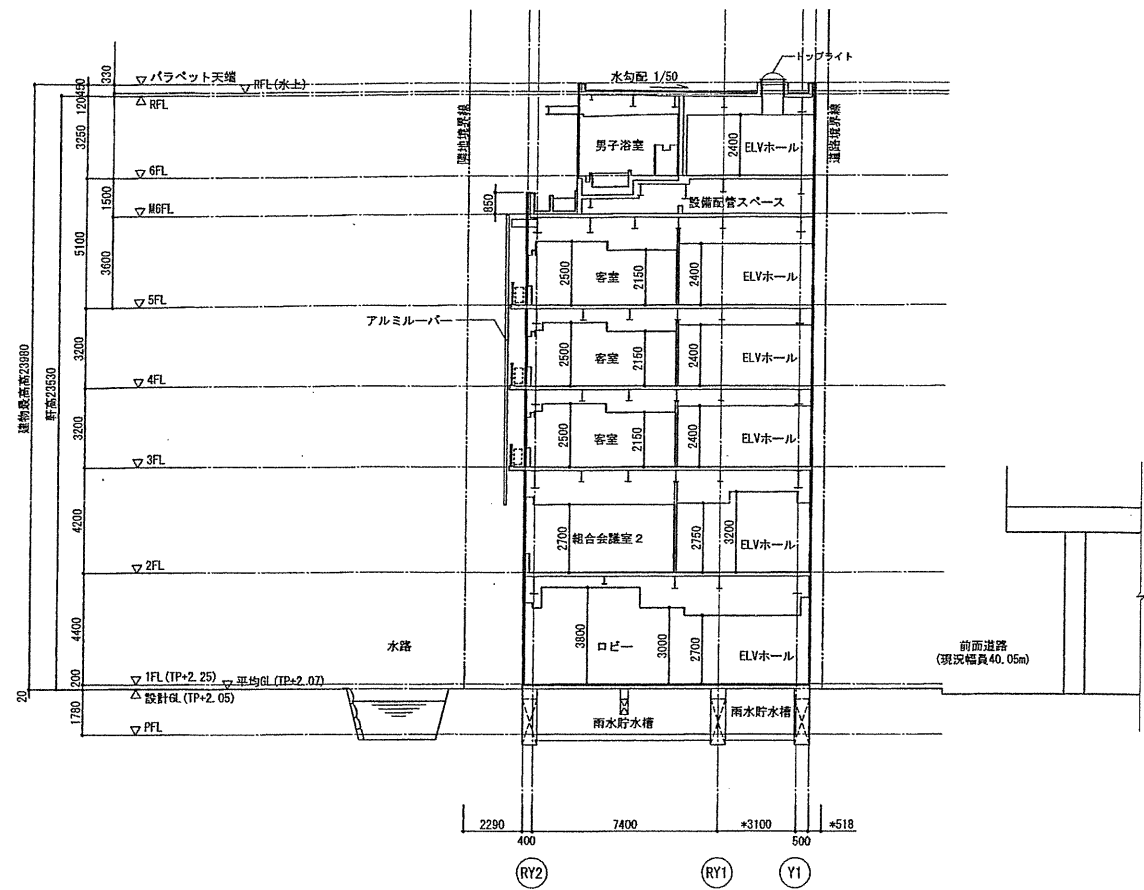 トップライト
パラペット天端
RFL(水上)
水勾配 1/50
RFL
330
450
120
3250
隣地境界線
道路境界線
男子浴室
2400
ELVホール
6FL
1500
850
設備配管スペース
M6FL
5100
3600
2500
客室
2150
2400
ELVホール
5FL
アルミルーバー
建物最高高23980
軒高23530
3200
2500
客室
2150
2400
ELVホール
4FL
3200
2500
客室
2150
2400
ELVホール
3FL
4200
2700
組合会議室2
2750
3200
ELVホール
2FL
4400
水路
3800
ロビー
3000
2700
ELVホール
前面道路
(現況幅員40.05m)
1FL(TP+2.25)
平均GL(TP+2.07)
200
20
設計GL(TP+2.05)
1780
雨水貯水槽
雨水貯水槽
PFL
2290
7400
*3100
*518
400
500
RY2
RY1
Y1